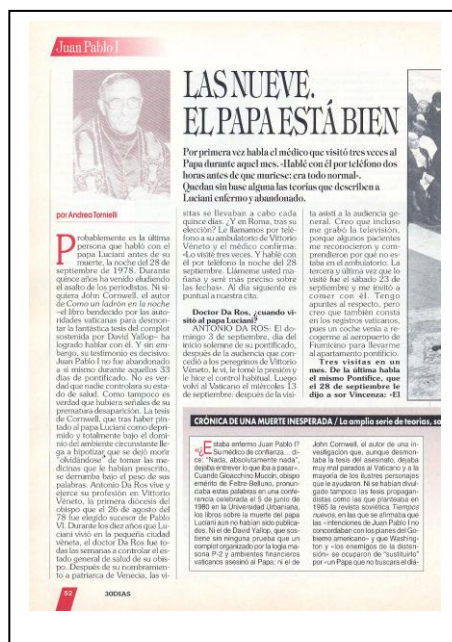 Juan Pablo I
LAS NUEVE.
EL PAPA ESTÁ BIEN
Por primera vez habla el médico que visitó tres veces al
Papa durante aquel mes. «Hablé con él por teléfono dos
horas antes de que muriese: era todo normal».
Quedan sin base alguna las teorías que describen a
Luciani enfermo y abandonado.
por Andrea Tornielli
Probablemente es la última
persona que habló con el
papa Luciani antes de su
muerte, la noche del 28 de
septiembre de 1978. Durante
quince años ha venido eludiendo
el asalto de los periodistas. Ni si-
quiera John Cornwell, el autor
de Como un ladrón en la noche
–el libro bendecido por las auto-
ridades vaticanas para desmon-
tar la fantástica tesis del complot
sostenida por David Yallop– ha
logrado hablar con él. Y sin em-
bargo, su testimonio es decisivo:
Juan Pablo I no fue abandonado
a sí mismo durante aquellos 33
días de pontificado. No es ver-
dad que nadie controlara su esta-
do de salud. Como tampoco es
verdad que hubiera señales de su
prematura desaparición. La tesis
de Cornwell, que tras haber pin-
tado al papa Luciani como depri-
mido y totalmente bajo el domi-
nio del ambiente circunstante lle-
ga a hipotizar que se dejó morir
"olvidándose" de tomar las me-
dicinas que le habían prescrito,
se derrumba bajo el peso de sus
palabras. Antonio Da Ros vive y
ejerce su profesión en Vittorio
Véneto, la primera diócesis del
obispo que el 26 de agosto del
78 fue elegido sucesor de Pablo
VI. Durante los diez años que Lu-
ciani vivió en la pequeña ciudad
véneta, el doctor Da Ros fue to-
das las semanas a controlar el es-
tado general de salud de su obis-
po. Después de su nombramien-
to a patriarca de Venecia, las vi-
sitas se llevaban a cabo cada
quince días. ¿Y en Roma, tras su
elección? Le llamamos por telé-
fono a su ambulatorio de Vittorio
Véneto y el médico confirma:
«Lo visité tres veces. Y hablé con
él por teléfono la noche del 28
septiembre. Llámeme usted ma-
ñana y seré más preciso sobre
las fechas». Al día siguiente es
puntual a nuestra cita.
Doctor Da Ros, ¿cuándo vi-
sitó al papa Luciani?
ANTONIO DA ROS: El do-
mingo 3 de septiembre, día del
inicio solemne de su pontificado,
después de la audiencia que con-
cedió a los peregrinos de Vittorio
Véneto, le vi, le tomé la presión y
le hice el control habitual. Luego
volví al Vaticano el miércoles 13
de septiembre: después de la visi-
ta asistí a la audiencia ge-
neral. Creo que incluso
me grabó la televisión,
porque algunos pacientes
me reconocieron y com-
prendieron por qué no es-
taba en el ambulatorio. La
tercera y última vez que lo
visité fue el sábado 23 de
septiembre y me invitó a
comer con él. Tengo
apuntes al respecto, pero
creo que también consta
en los registros vaticanos,
pues un coche venía a re-
cogerme al aeropuerto de
Fiumicino para llevarme
al apartamento pontificio.
Tres visitas en un
mes. De la última habla
el mismo Pontífice, que
el 28 de septiembre le
dijo a sor Vincenza: «El
CRÓNICA DE UNA MUERTE INESPERADA / La amplia serie de teorías, so
«¿Estaba enfermo Juan Pablo I?
Su médico de confianza... di-
ce: "Nada, absolutamente nada",
dejaba entrever lo que iba a pasar».
Cuando Gioacchino Muccin, obispo
emérito de Feltre-Belluno, pronun-
ciaba estas palabras en una confe-
rencia celebrada el 5 de junio de
1980 en la Universidad Urbaniana,
los libros sobre la muerte del papa
Luciani aún no habían sido publica-
dos. Ni el de David Yallop, que sos-
tiene sin ninguna prueba que un
complot organizado por la logia ma-
sona P-2 y ambientes financieros
vaticanos asesinó al Papa; ni el de
John Cornwell, el autor de una in-
vestigación que, aunque desmon-
taba la tesis del asesinato, dejaba
muy mal parados al Vaticano y a la
mayoría de los ilustres personajes
que la ayudaron. Ni se habían divul-
gado tampoco las tesis propagan-
distas como las que planteaba en
1985 la revista soviética Tiempos
nuevos, en las que se afirmaba que
las «intenciones de Juan Pablo I no
concordaban con los planes del Go-
bierno americano» y que Washing-
ton y «los enemigos de la disten-
sión» se ocuparon de "sustituirlo"
por «un Papa que no buscara el diá-
52
30DIAS